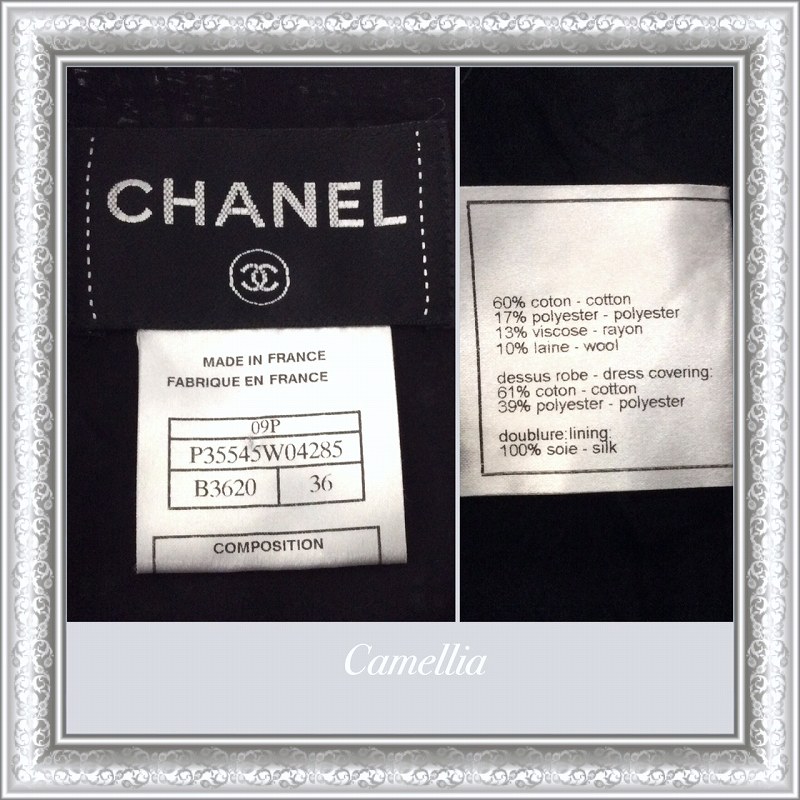 CHANEL
MADE IN FRANCE
FABRIQUE EN FRANCE
09P
P35545W04285
B3620 36
COMPOSITION
60% coton - cotton
17% polyester - polyester
13% viscose - rayon
10% laine - wool
dessus robe - dress covering:
61% coton - cotton
39% polyester - polyester
doublure:lining:
100% soie - silk
Camellia